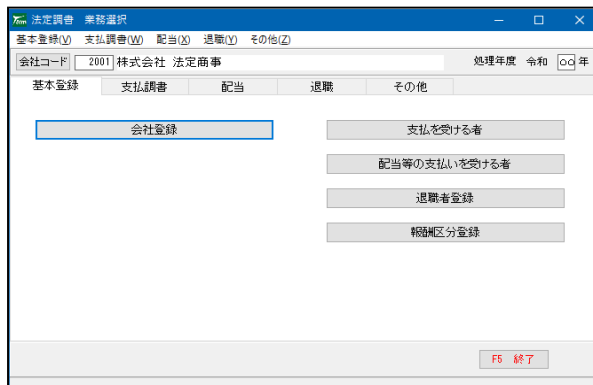 法定調書 業務選択
基本登録(V) 支払調書(W) 配当(X) 退職(Y) その他(Z)
会社コード 2001 株式会社 法定商事 処理年度 令和 ○○ 年
基本登録 支払調書 配当 退職 その他
会社登録 支払を受ける者
配当等の支払いを受ける者
退職者登録
報酬区分登録
F5 終了